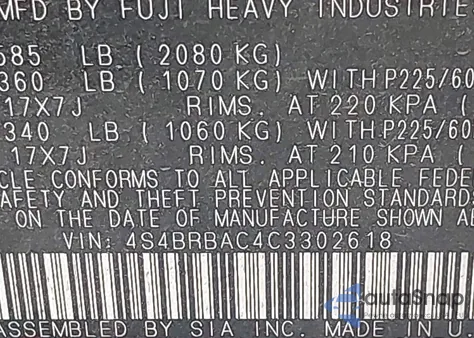 MFD BY FUJI HEAVY INDUSTRIE
585 LB ( 2080 KG)
360 LB ( 1070 KG) WITH P225/60
17X7J RIMS. AT 220 KPA (
340 LB ( 1060 KG) WITH P225/60
17X7J RIMS. AT 210 KPA (
CLE CONFORMS TO ALL APPLICABLE FEDE
AFETY AND THEFT PREVENTION STANDARDS
ON THE DATE OF MANUFACTURE SHOWN AB
VIN: 4S4BRBAC4C3302618
autoSnap
ASSEMBLED BY SIA INC. MADE IN U.